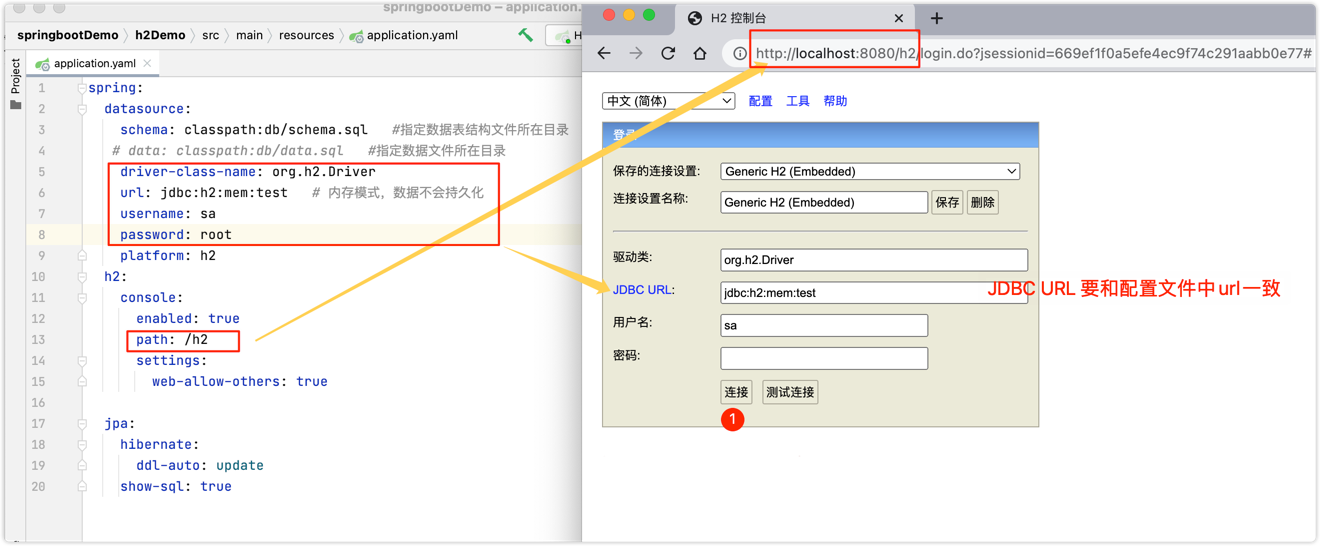 springbootDemo – application.
springbootDemo h2Demo src main resources application.yaml
Project
application.yaml
1 spring:
2 datasource:
3 schema: classpath:db/schema.sql #指定数据表结构文件所在目录
4 # data: classpath:db/data.sql #指定数据文件所在目录
5 driver-class-name: org.h2.Driver
6 url: jdbc:h2:mem:test # 内存模式，数据不会持久化
7 username: sa
8 password: root
9 platform: h2
10 h2:
11 console:
12 enabled: true
13 path: /h2
14 settings:
15 web-allow-others: true
16
17 jpa:
18 hibernate:
19 ddl-auto: update
20 show-sql: true
H2 控制台
http://localhost:8080/h2/login.do?jsessionid=669ef1f0a5efe4ec9f74c291aabb0e77#
中文 (简体) 配置 工具 帮助
登录
保存的连接设置: Generic H2 (Embedded)
连接设置名称: Generic H2 (Embedded) 保存 删除
驱动类: org.h2.Driver
JDBC URL: jdbc:h2:mem:test
JDBC URL 要和配置文件中url一致
用户名: sa
密码:
连接 测试连接
1